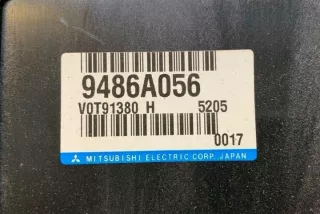 9486A056
V0T91380 H 5205
0017
MITSUBISHI ELECTRIC CORP. JAPAN